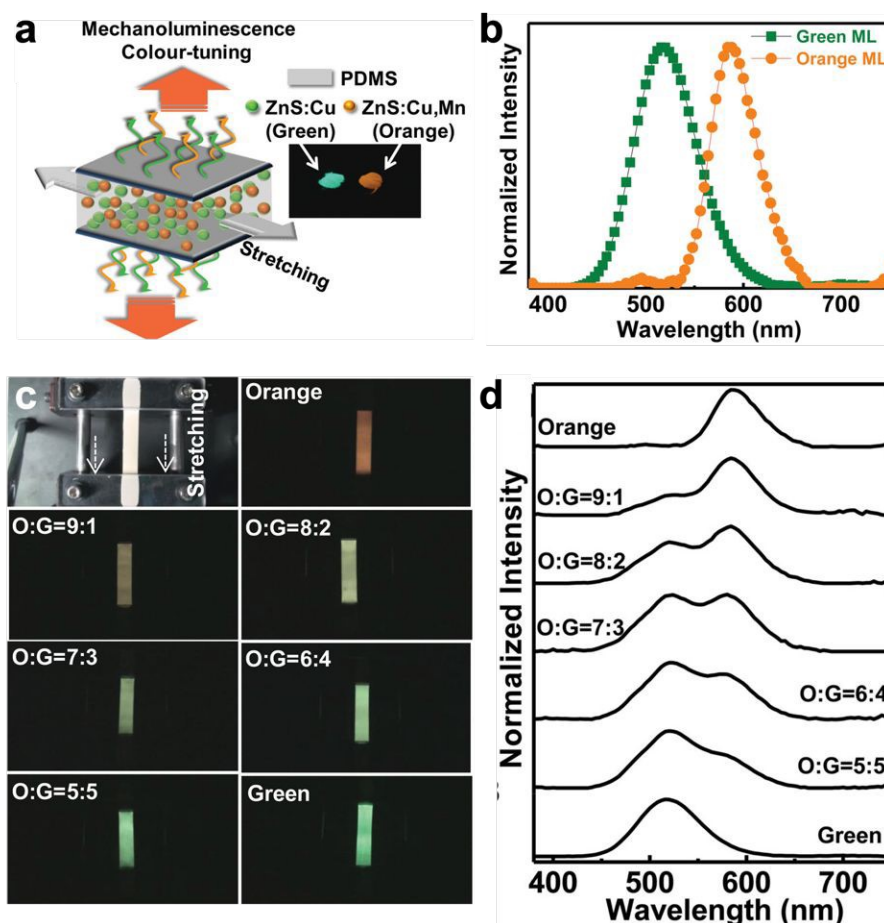 a
Mechanoluminescence
Colour-tuning
PDMS
ZnS:Cu
(Green)
ZnS:Cu,Mn
(Orange)
Stretching
b
Green ML
Orange ML
Normalized Intensity
400 500 600 700
Wavelength (nm)
c
Stretching
Orange
O:G=9:1
O:G=8:2
O:G=7:3
O:G=6:4
O:G=5:5
Green
d
Normalized Intensity
Orange
O:G=9:1
O:G=8:2
O:G=7:3
O:G=6:4
O:G=5:5
Green
400 500 600 700
Wavelength (nm)